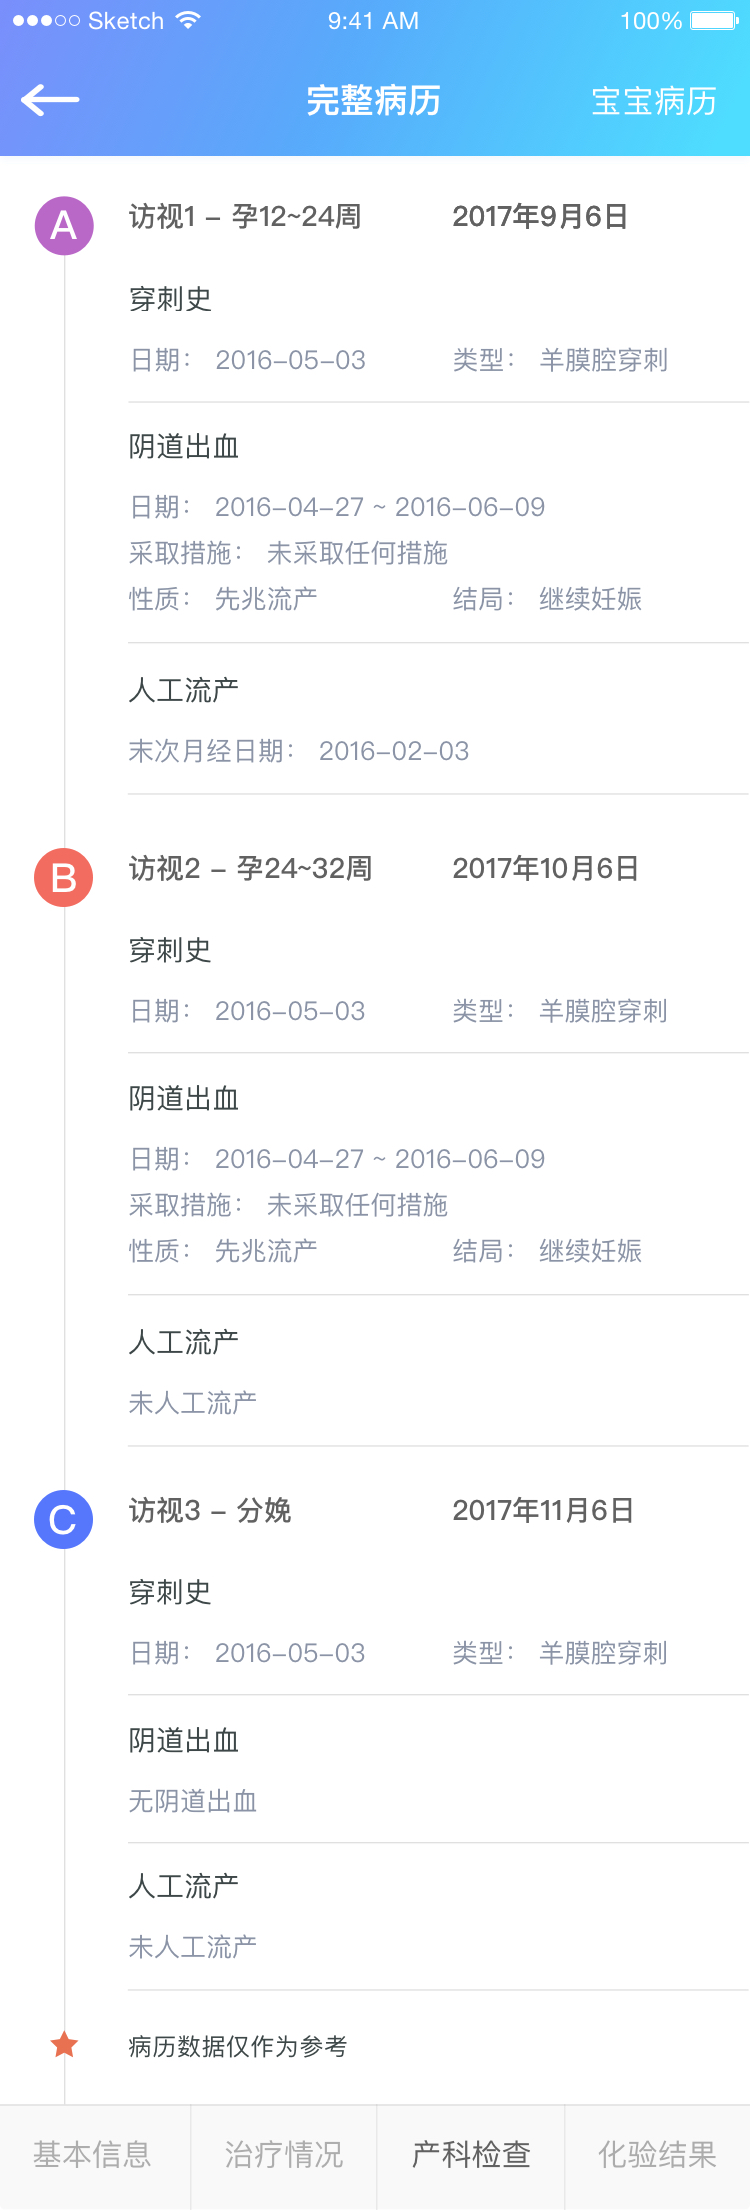 Sketch 9:41 AM 100%
完整病历 宝宝病历
A 访视1 – 孕12~24周 2017年9月6日
穿刺史
日期： 2016–05–03 类型： 羊膜腔穿刺
阴道出血
日期： 2016–04–27 ~ 2016–06–09
采取措施： 未采取任何措施
性质： 先兆流产 结局： 继续妊娠
人工流产
末次月经日期： 2016–02–03
B 访视2 – 孕24~32周 2017年10月6日
穿刺史
日期： 2016–05–03 类型： 羊膜腔穿刺
阴道出血
日期： 2016–04–27 ~ 2016–06–09
采取措施： 未采取任何措施
性质： 先兆流产 结局： 继续妊娠
人工流产
未人工流产
C 访视3 – 分娩 2017年11月6日
穿刺史
日期： 2016–05–03 类型： 羊膜腔穿刺
阴道出血
无阴道出血
人工流产
未人工流产
病历数据仅作为参考
基本信息 治疗情况 产科检查 化验结果